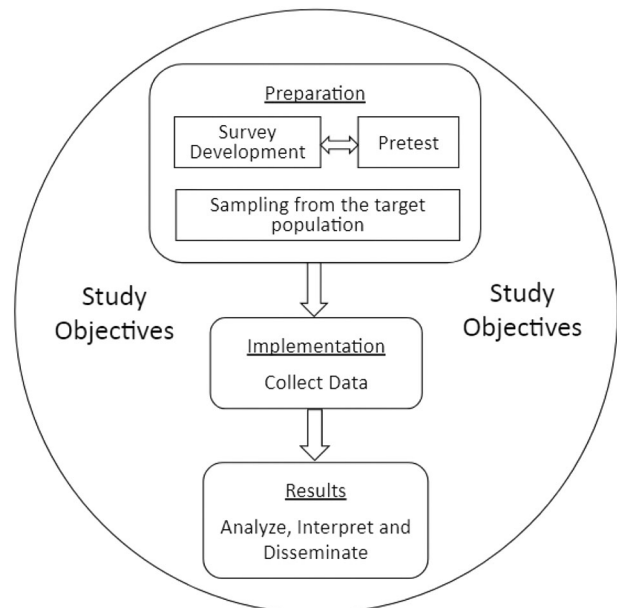 Preparation
Survey
Development
Pretest
Sampling from the target
population
Study
Objectives
Study
Objectives
Implementation
Collect Data
Results
Analyze, Interpret and
Disseminate